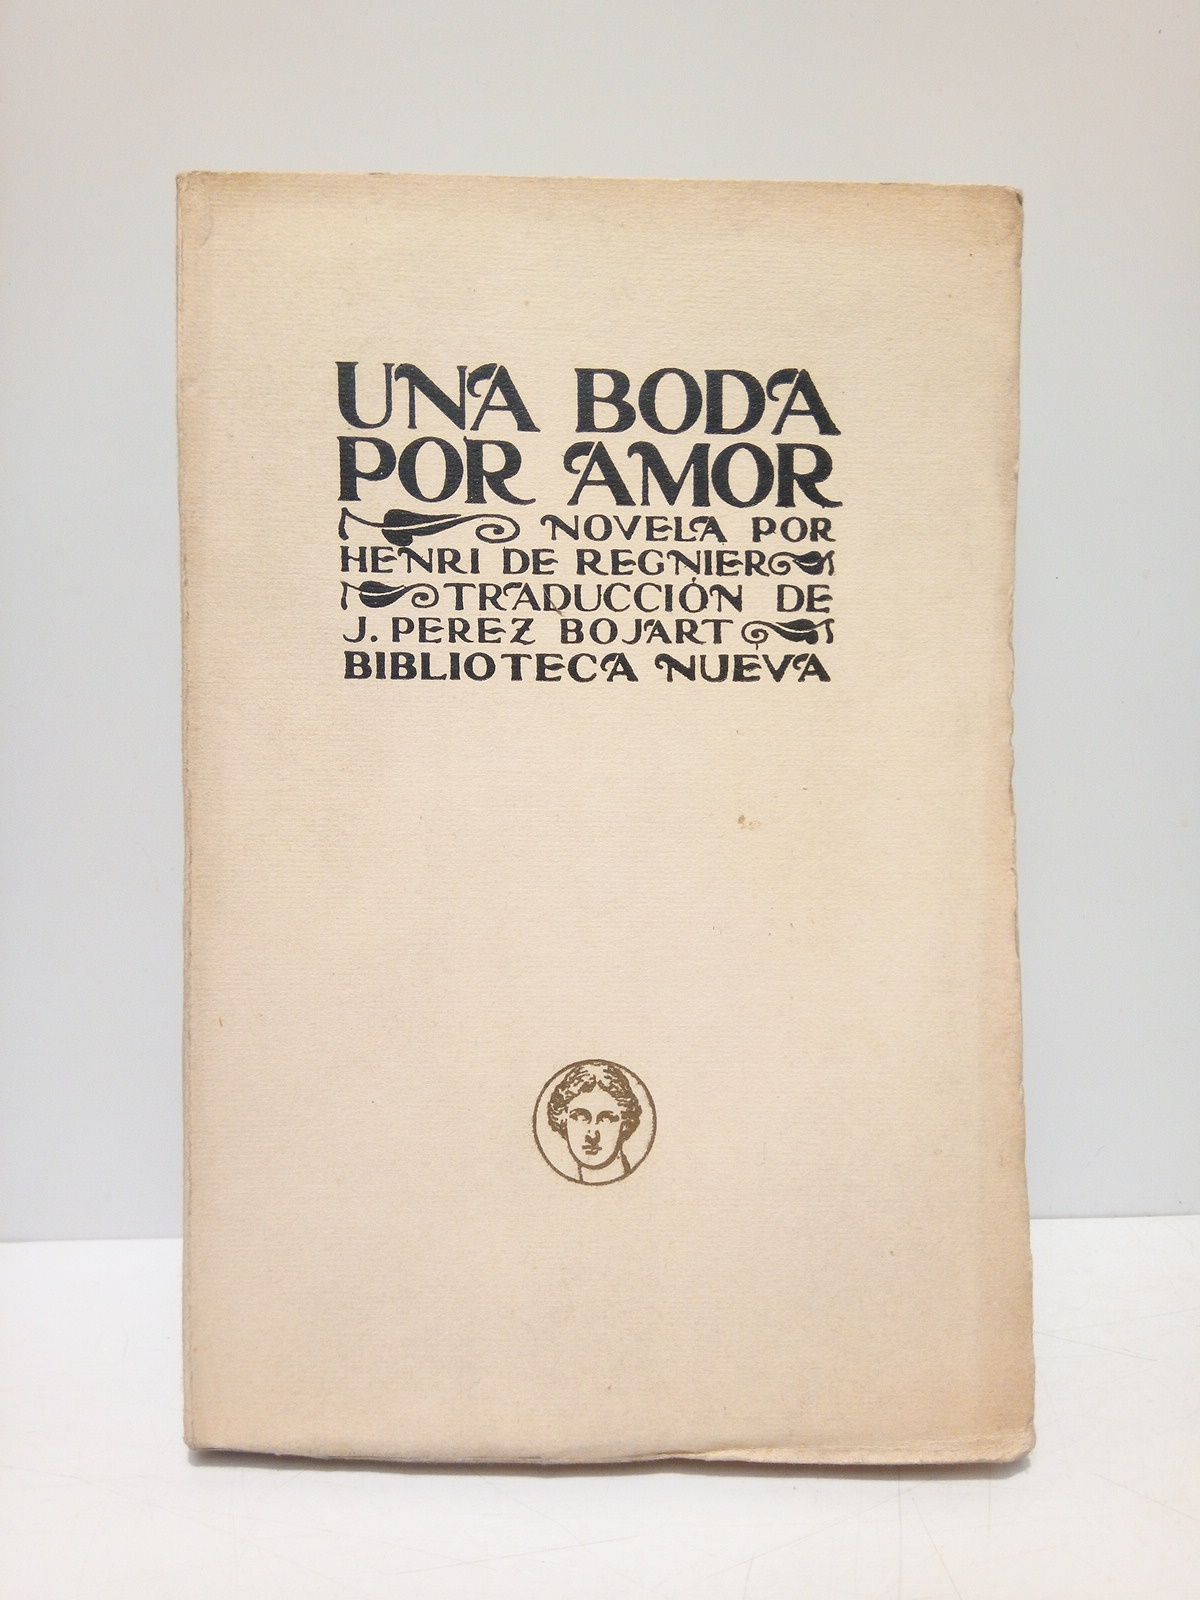 UNA BODA
POR AMOR
NOVELA POR
HENRI DE REGNIER
TRADUCCIÓN DE
J. PEREZ BOJART
BIBLIOTECA NUEVA